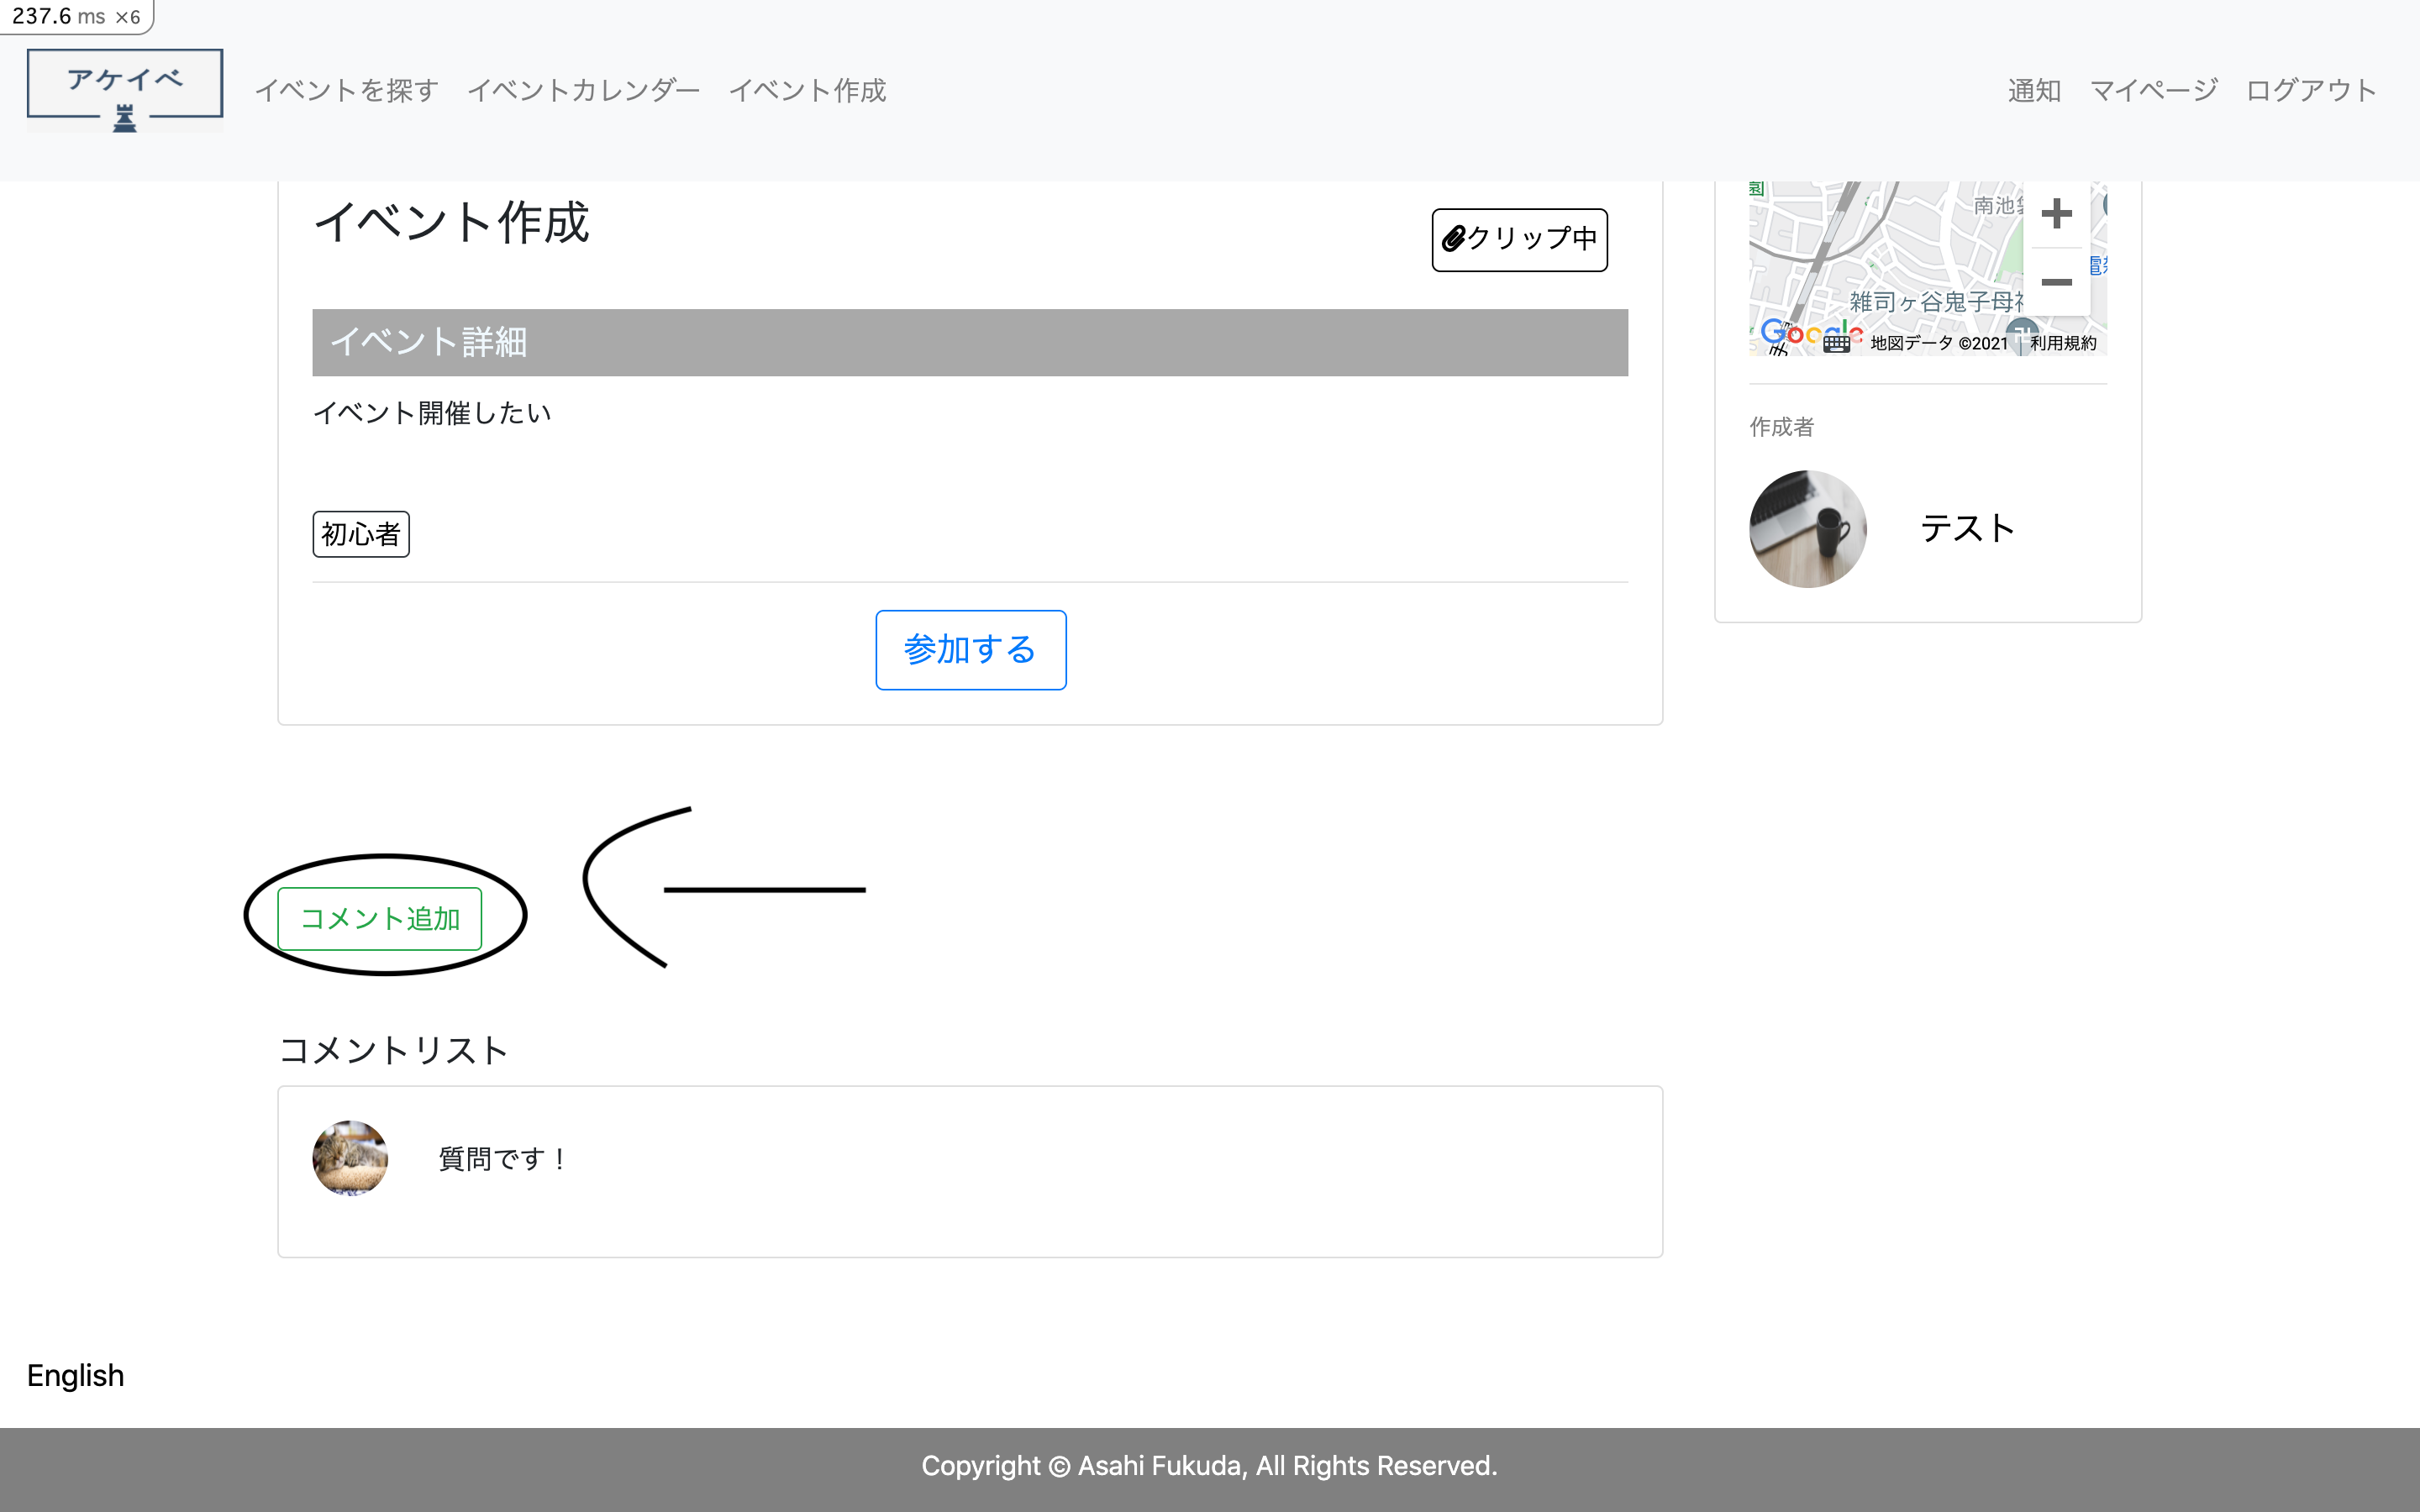 237.6 ms ×6
アケイベ
イベントを探す イベントカレンダー イベント作成
通知 マイページ ログアウト
イベント作成
クリップ中
イベント詳細
イベント開催したい
初心者
参加する
園
南池
雑司ヶ谷鬼子母
Google
地図データ ©2021
利用規約
作成者
テスト
コメント追加
コメントリスト
質問です！
English
Copyright © Asahi Fukuda, All Rights Reserved.